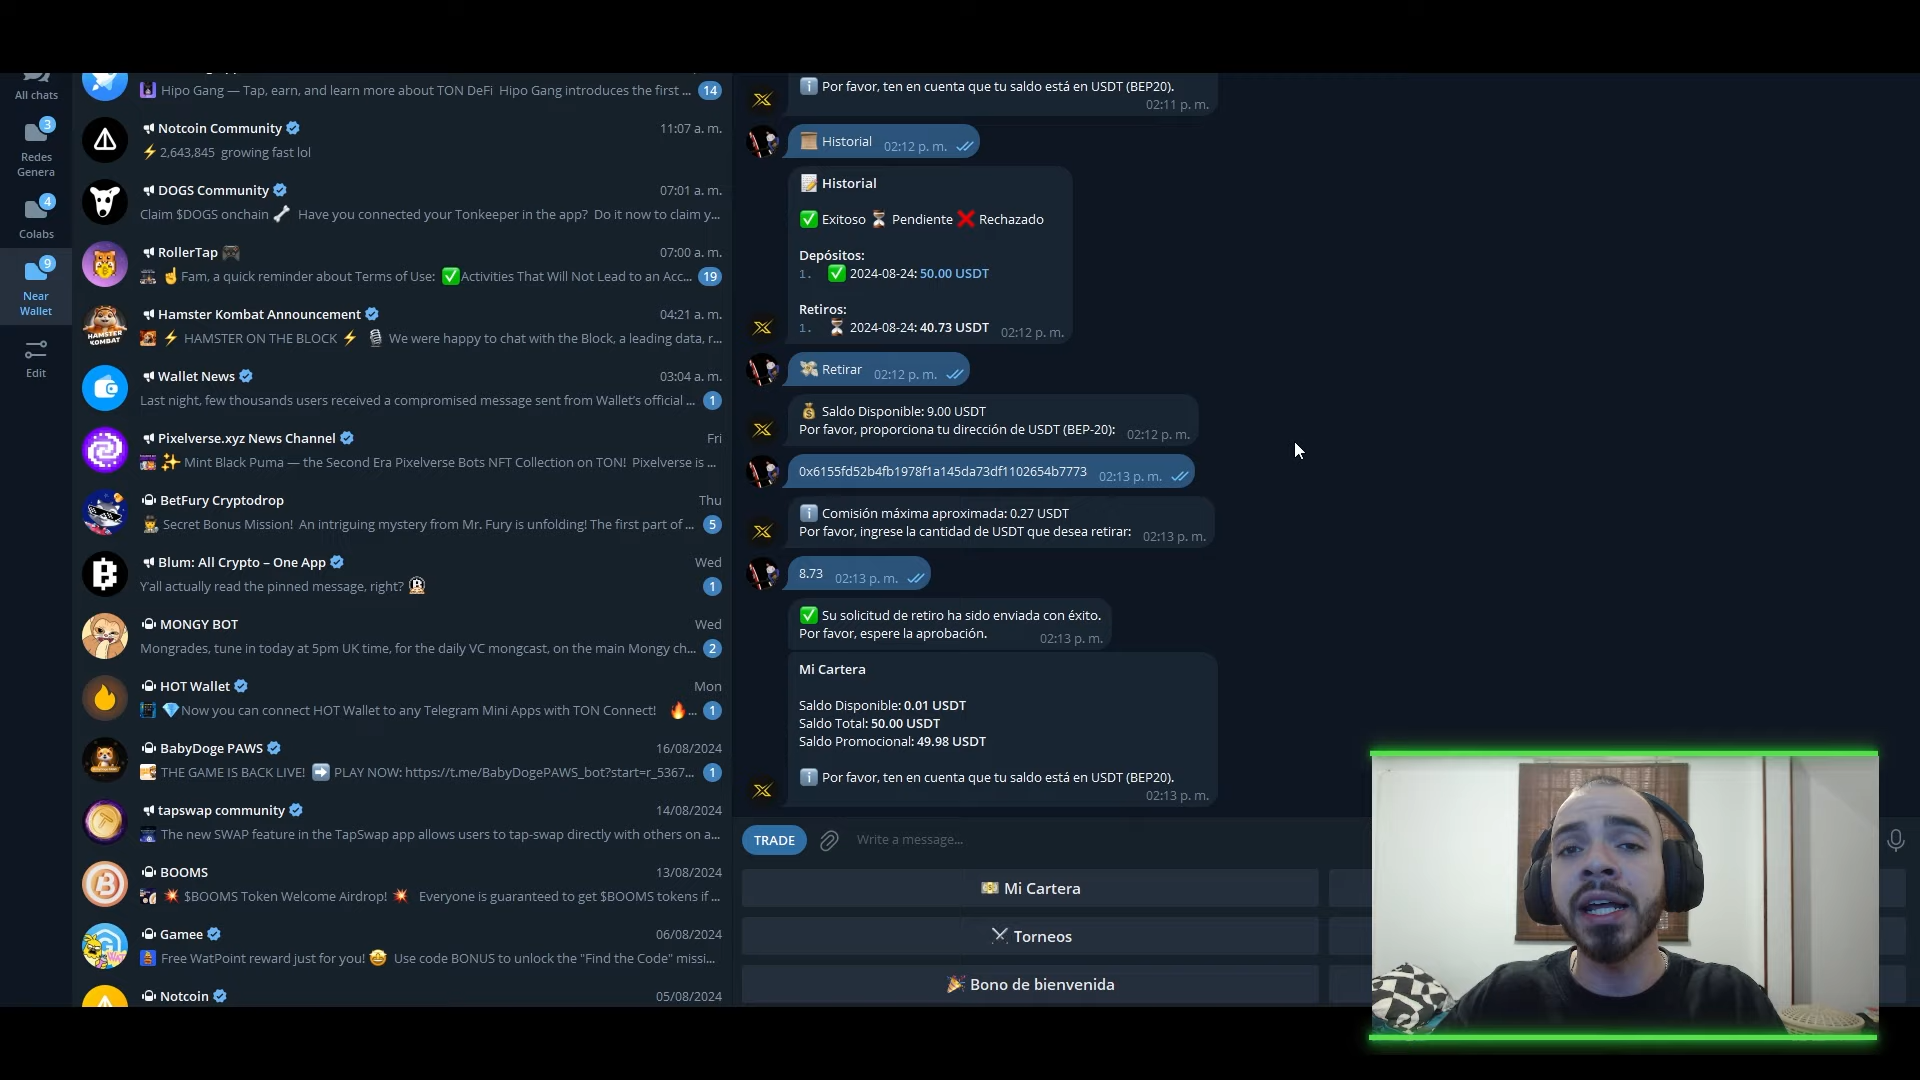 All chats
3
Redes
Genera
4
Colabs
9
Near
Wallet
Edit
Hipo Gang — Tap, earn, and learn more about TON DeFi Hipo Gang introduces the first ... 14
Notcoin Community 11:07 a. m.
⚡2,643,845 growing fast lol
DOGS Community 07:01 a. m.
Claim $DOGS onchain 🦴 Have you connected your Tonkeeper in the app? Do it now to claim y...
RollerTap 🎮 07:00 a. m.
☝️Fam, a quick reminder about Terms of Use: ✅Activities That Will Not Lead to an Acc... 19
Hamster Kombat Announcement 04:21 a. m.
⚡ HAMSTER ON THE BLOCK ⚡ 🎙 We were happy to chat with the Block, a leading data, r...
Wallet News 03:04 a. m.
Last night, few thousands users received a compromised message sent from Wallet's official ... 1
Pixelverse.xyz News Channel Fri
✨ Mint Black Puma — the Second Era Pixelverse Bots NFT Collection on TON! Pixelverse is ...
BetFury Cryptodrop Thu
Secret Bonus Mission! An intriguing mystery from Mr. Fury is unfolding! The first part of ... 5
Blum: All Crypto – One App Wed
Y'all actually read the pinned message, right? 1
MONGY BOT Wed
Mongrades, tune in today at 5pm UK time, for the daily VC mongcast, on the main Mongy ch... 2
HOT Wallet Mon
💎Now you can connect HOT Wallet to any Telegram Mini Apps with TON Connect! 🔥... 1
BabyDoge PAWS 16/08/2024
THE GAME IS BACK LIVE! ➡️ PLAY NOW: https://t.me/BabyDogePAWS_bot?start=r_5367... 1
tapswap community 14/08/2024
The new SWAP feature in the TapSwap app allows users to tap-swap directly with others on a...
BOOMS 13/08/2024
💥 $BOOMS Token Welcome Airdrop! 💥 Everyone is guaranteed to get $BOOMS tokens if ...
Gamee 06/08/2024
Free WatPoint reward just for you! 🤩 Use code BONUS to unlock the "Find the Code" missi...
Notcoin 05/08/2024
ℹ️ Por favor, ten en cuenta que tu saldo está en USDT (BEP20).
02:11 p. m.
📜 Historial 02:12 p. m.
📝 Historial
✅ Exitoso ⏳ Pendiente ❌ Rechazado
Depósitos:
1. ✅ 2024-08-24: 50.00 USDT
Retiros:
1. ⏳ 2024-08-24: 40.73 USDT 02:12 p. m.
💸 Retirar 02:12 p. m.
💰 Saldo Disponible: 9.00 USDT
Por favor, proporciona tu dirección de USDT (BEP-20): 02:12 p. m.
0x6155fd52b4fb1978f1a145da73df1102654b7773 02:13 p. m.
ℹ️ Comisión máxima aproximada: 0.27 USDT
Por favor, ingrese la cantidad de USDT que desea retirar: 02:13 p. m.
8.73 02:13 p. m.
✅ Su solicitud de retiro ha sido enviada con éxito.
Por favor, espere la aprobación. 02:13 p. m.
Mi Cartera
Saldo Disponible: 0.01 USDT
Saldo Total: 50.00 USDT
Saldo Promocional: 49.98 USDT
ℹ️ Por favor, ten en cuenta que tu saldo está en USDT (BEP20).
02:13 p. m.
TRADE Write a message...
💵 Mi Cartera
⚔ Torneos
🎉 Bono de bienvenida